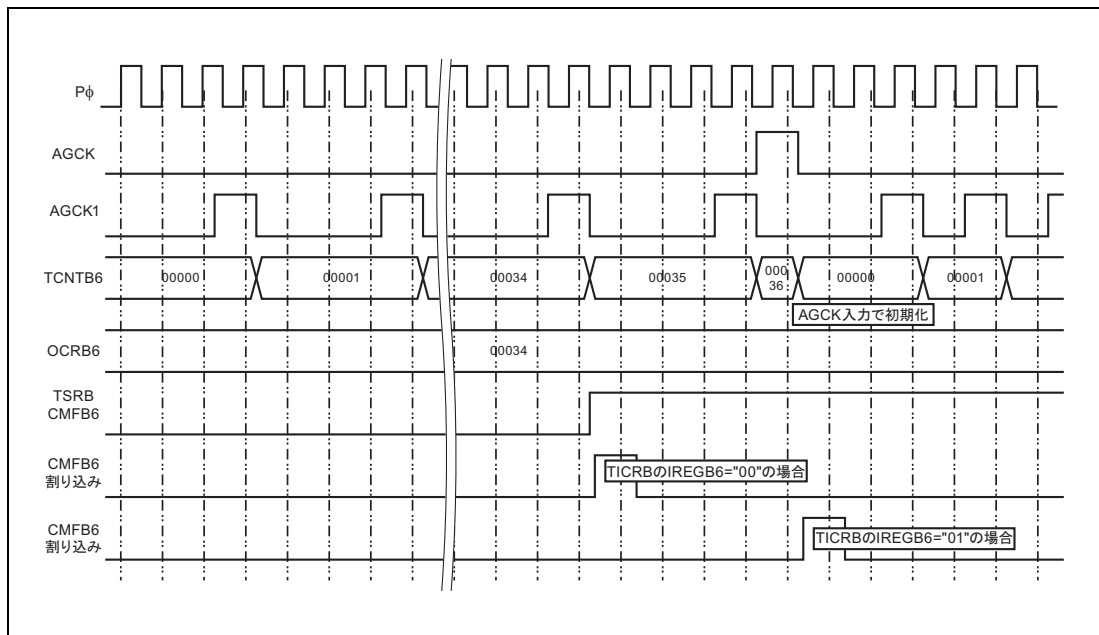 Pφ
AGCK
AGCK1
TCNTB6
00000
00001
00034
00035
000
36
00000
00001
AGCK入力で初期化
OCRB6
00034
TSRB
CMFB6
CMFB6
割り込み
TICRBのIREGB6="00"の場合
CMFB6
割り込み
TICRBのIREGB6="01"の場合